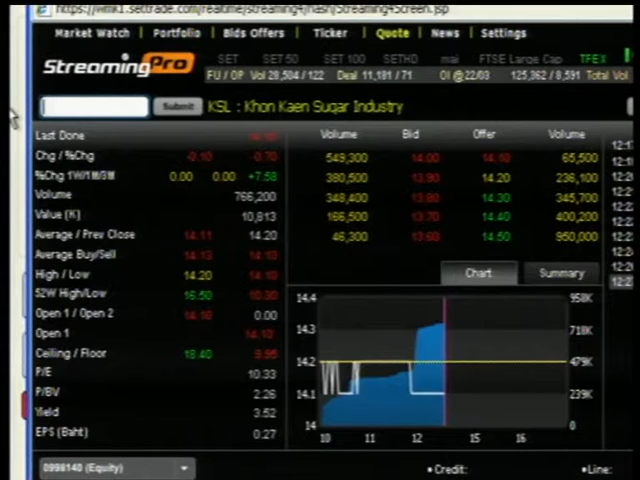 https://wmk1.settrade.com/realtime/streaming4/flash/Streaming4Screen.jsp
Market Watch Portfolio Bids Offers Ticker Quote News Settings
StreamingPro
SET SET 50 SET 100 SETHD mai FTSE Large Cap TFEX
FU / OP Vol 28,504 / 122 Deal 11,181 / 71 OI @22/03 125,362 / 8,591 Total Vol
Submit KSL : Khon Kaen Sugar Industry
Last Done 14.10
Chg / %Chg -0.10 -0.70
%Chg 1W/1M/3M 0.00 0.00 +7.58
Volume 766,200
Value (K) 10,813
Average / Prev Close 14.11 14.20
Average Buy/Sell 14.13 14.10
High / Low 14.20 14.10
52W High/Low 16.50 10.30
Open 1 / Open 2 14.10 0.00
Open 1 14.10
Ceiling / Floor 18.40 9.95
P/E 10.33
P/BV 2.26
Yield 3.52
EPS (Baht) 0.27
Volume Bid Offer Volume
549,300 14.00 14.10 65,500
380,500 13.90 14.20 236,100
348,400 13.80 14.30 345,700
166,500 13.70 14.40 400,200
46,300 13.60 14.50 950,000
Chart Summary
14.4 958K
14.3 718K
14.2 479K
14.1 239K
14 0
10 11 12 15 16
0998140 (Equity) Credit: Line: